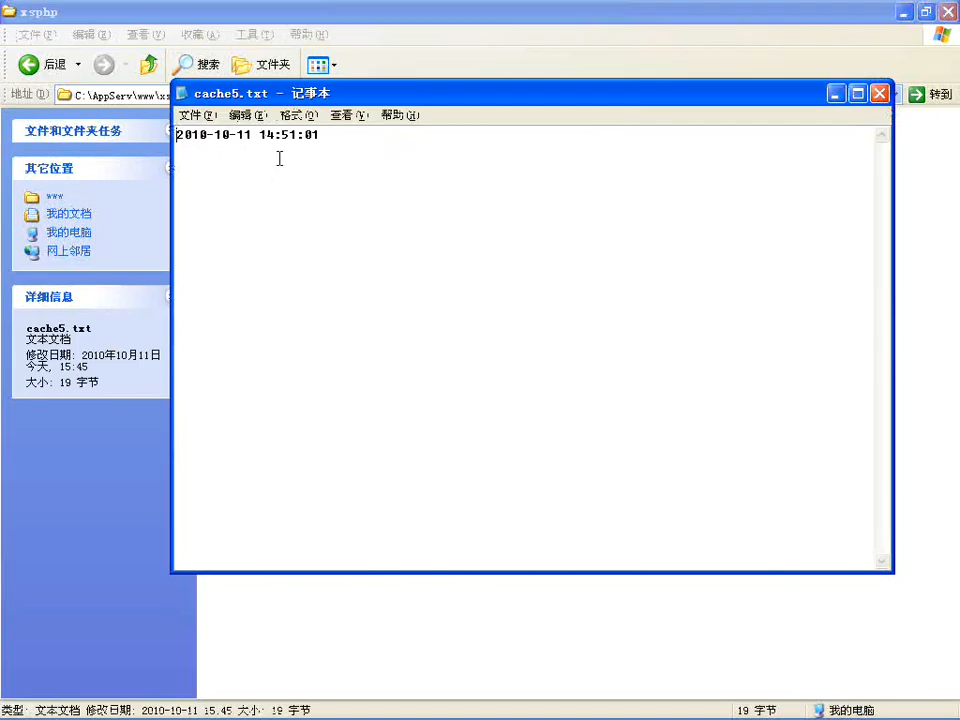 xsphp
文件(F) 编辑(E) 查看(V) 收藏(A) 工具(T) 帮助(H)
后退 搜索 文件夹
地址(D) C:\AppServ\www\xs 转到
cache5.txt - 记事本
文件(F) 编辑(E) 格式(O) 查看(V) 帮助(H)
2010-10-11 14:51:01
文件和文件夹任务
其它位置
www
我的文档
我的电脑
网上邻居
详细信息
cache5.txt
文本文档
修改日期: 2010年10月11日
今天, 15:45
大小: 19 字节
类型: 文本文档 修改日期: 2010-10-11 15:45 大小: 19 字节 19 字节 我的电脑